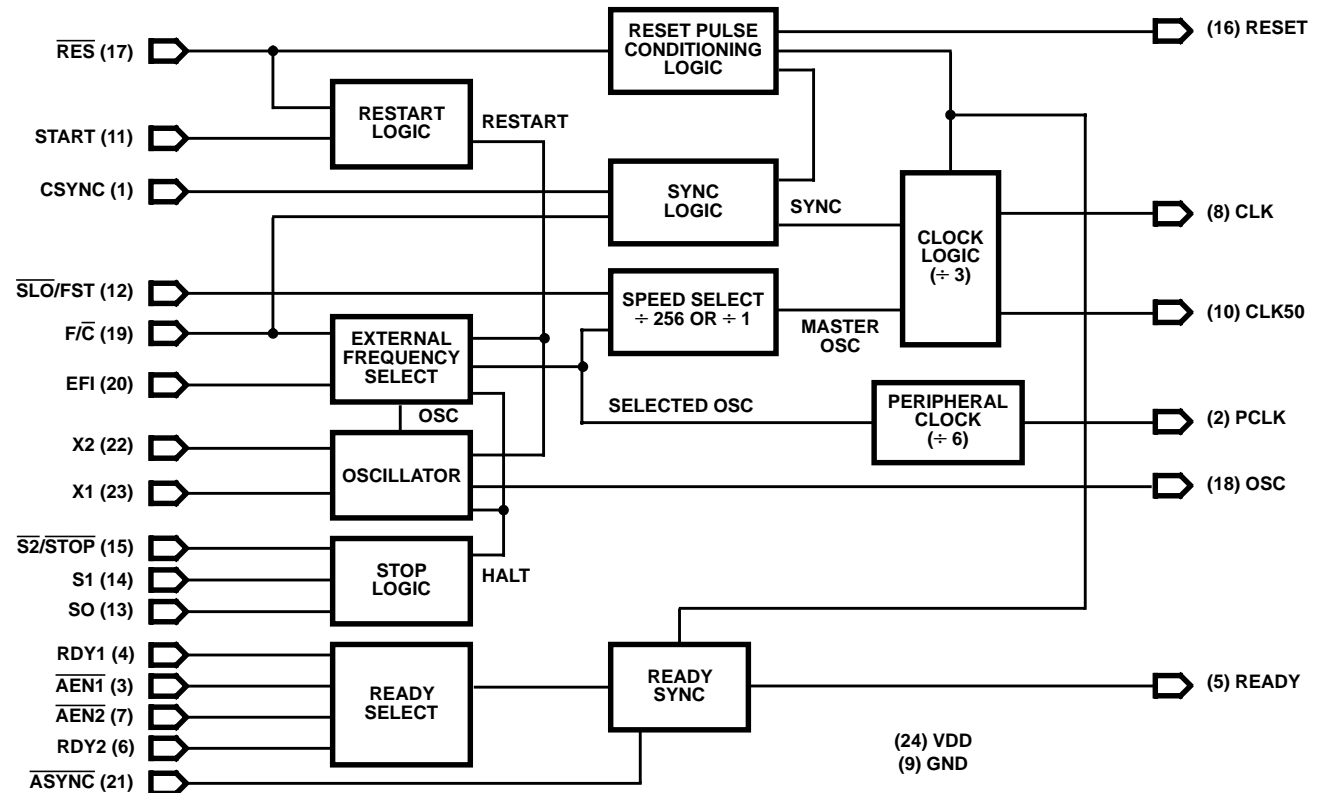 RES (17)
START (11)
CSYNC (1)
SLO/FST (12)
F/C (19)
EFI (20)
X2 (22)
X1 (23)
S2/STOP (15)
S1 (14)
SO (13)
RDY1 (4)
AEN1 (3)
AEN2 (7)
RDY2 (6)
ASYNC (21)
RESTART
LOGIC
RESTART
EXTERNAL
FREQUENCY
SELECT
OSC
OSCILLATOR
STOP
LOGIC
HALT
READY
SELECT
RESET PULSE
CONDITIONING
LOGIC
SYNC
LOGIC
SYNC
SPEED SELECT
÷ 256 OR ÷ 1
MASTER
OSC
SELECTED OSC
CLOCK
LOGIC
(÷ 3)
PERIPHERAL
CLOCK
(÷ 6)
READY
SYNC
(16) RESET
(8) CLK
(10) CLK50
(2) PCLK
(18) OSC
(5) READY
(24) VDD
(9) GND